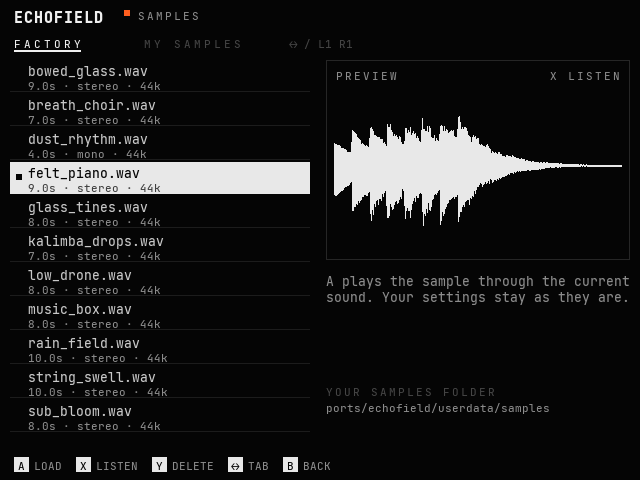 ECHOFIELD SAMPLES
FACTORY MY SAMPLES ↔ / L1 R1
bowed_glass.wav
9.0s · stereo · 44k
breath_choir.wav
7.0s · stereo · 44k
dust_rhythm.wav
4.0s · mono · 44k
felt_piano.wav
9.0s · stereo · 44k
glass_tines.wav
8.0s · stereo · 44k
kalimba_drops.wav
7.0s · stereo · 44k
low_drone.wav
8.0s · stereo · 44k
music_box.wav
8.0s · stereo · 44k
rain_field.wav
10.0s · stereo · 44k
string_swell.wav
10.0s · stereo · 44k
sub_bloom.wav
8.0s · stereo · 44k
PREVIEW X LISTEN
A plays the sample through the current
sound. Your settings stay as they are.
YOUR SAMPLES FOLDER
ports/echofield/userdata/samples
A LOAD X LISTEN Y DELETE ↔ TAB B BACK